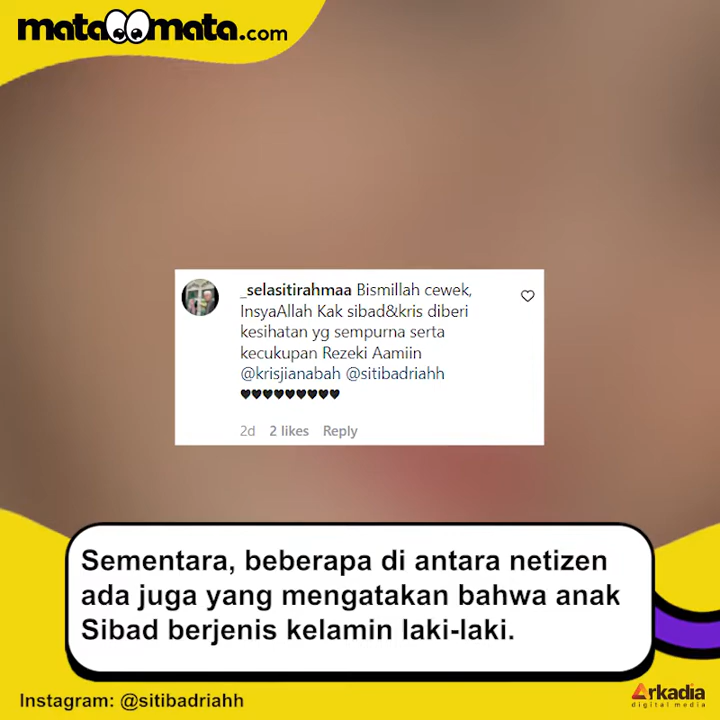 mata mata.com
_selasitirahmaa Bismillah cewek,
InsyaAllah Kak sibad&kris diberi
kesihatan yg sempurna serta
kecukupan Rezeki Aamiin
@krisjianabah @sitibadriahh
🖤🖤🖤🖤🖤🖤🖤🖤🖤
2d 2 likes Reply
Sementara, beberapa di antara netizen
ada juga yang mengatakan bahwa anak
Sibad berjenis kelamin laki-laki.
Instagram: @sitibadriahh
Arkadia
digital media